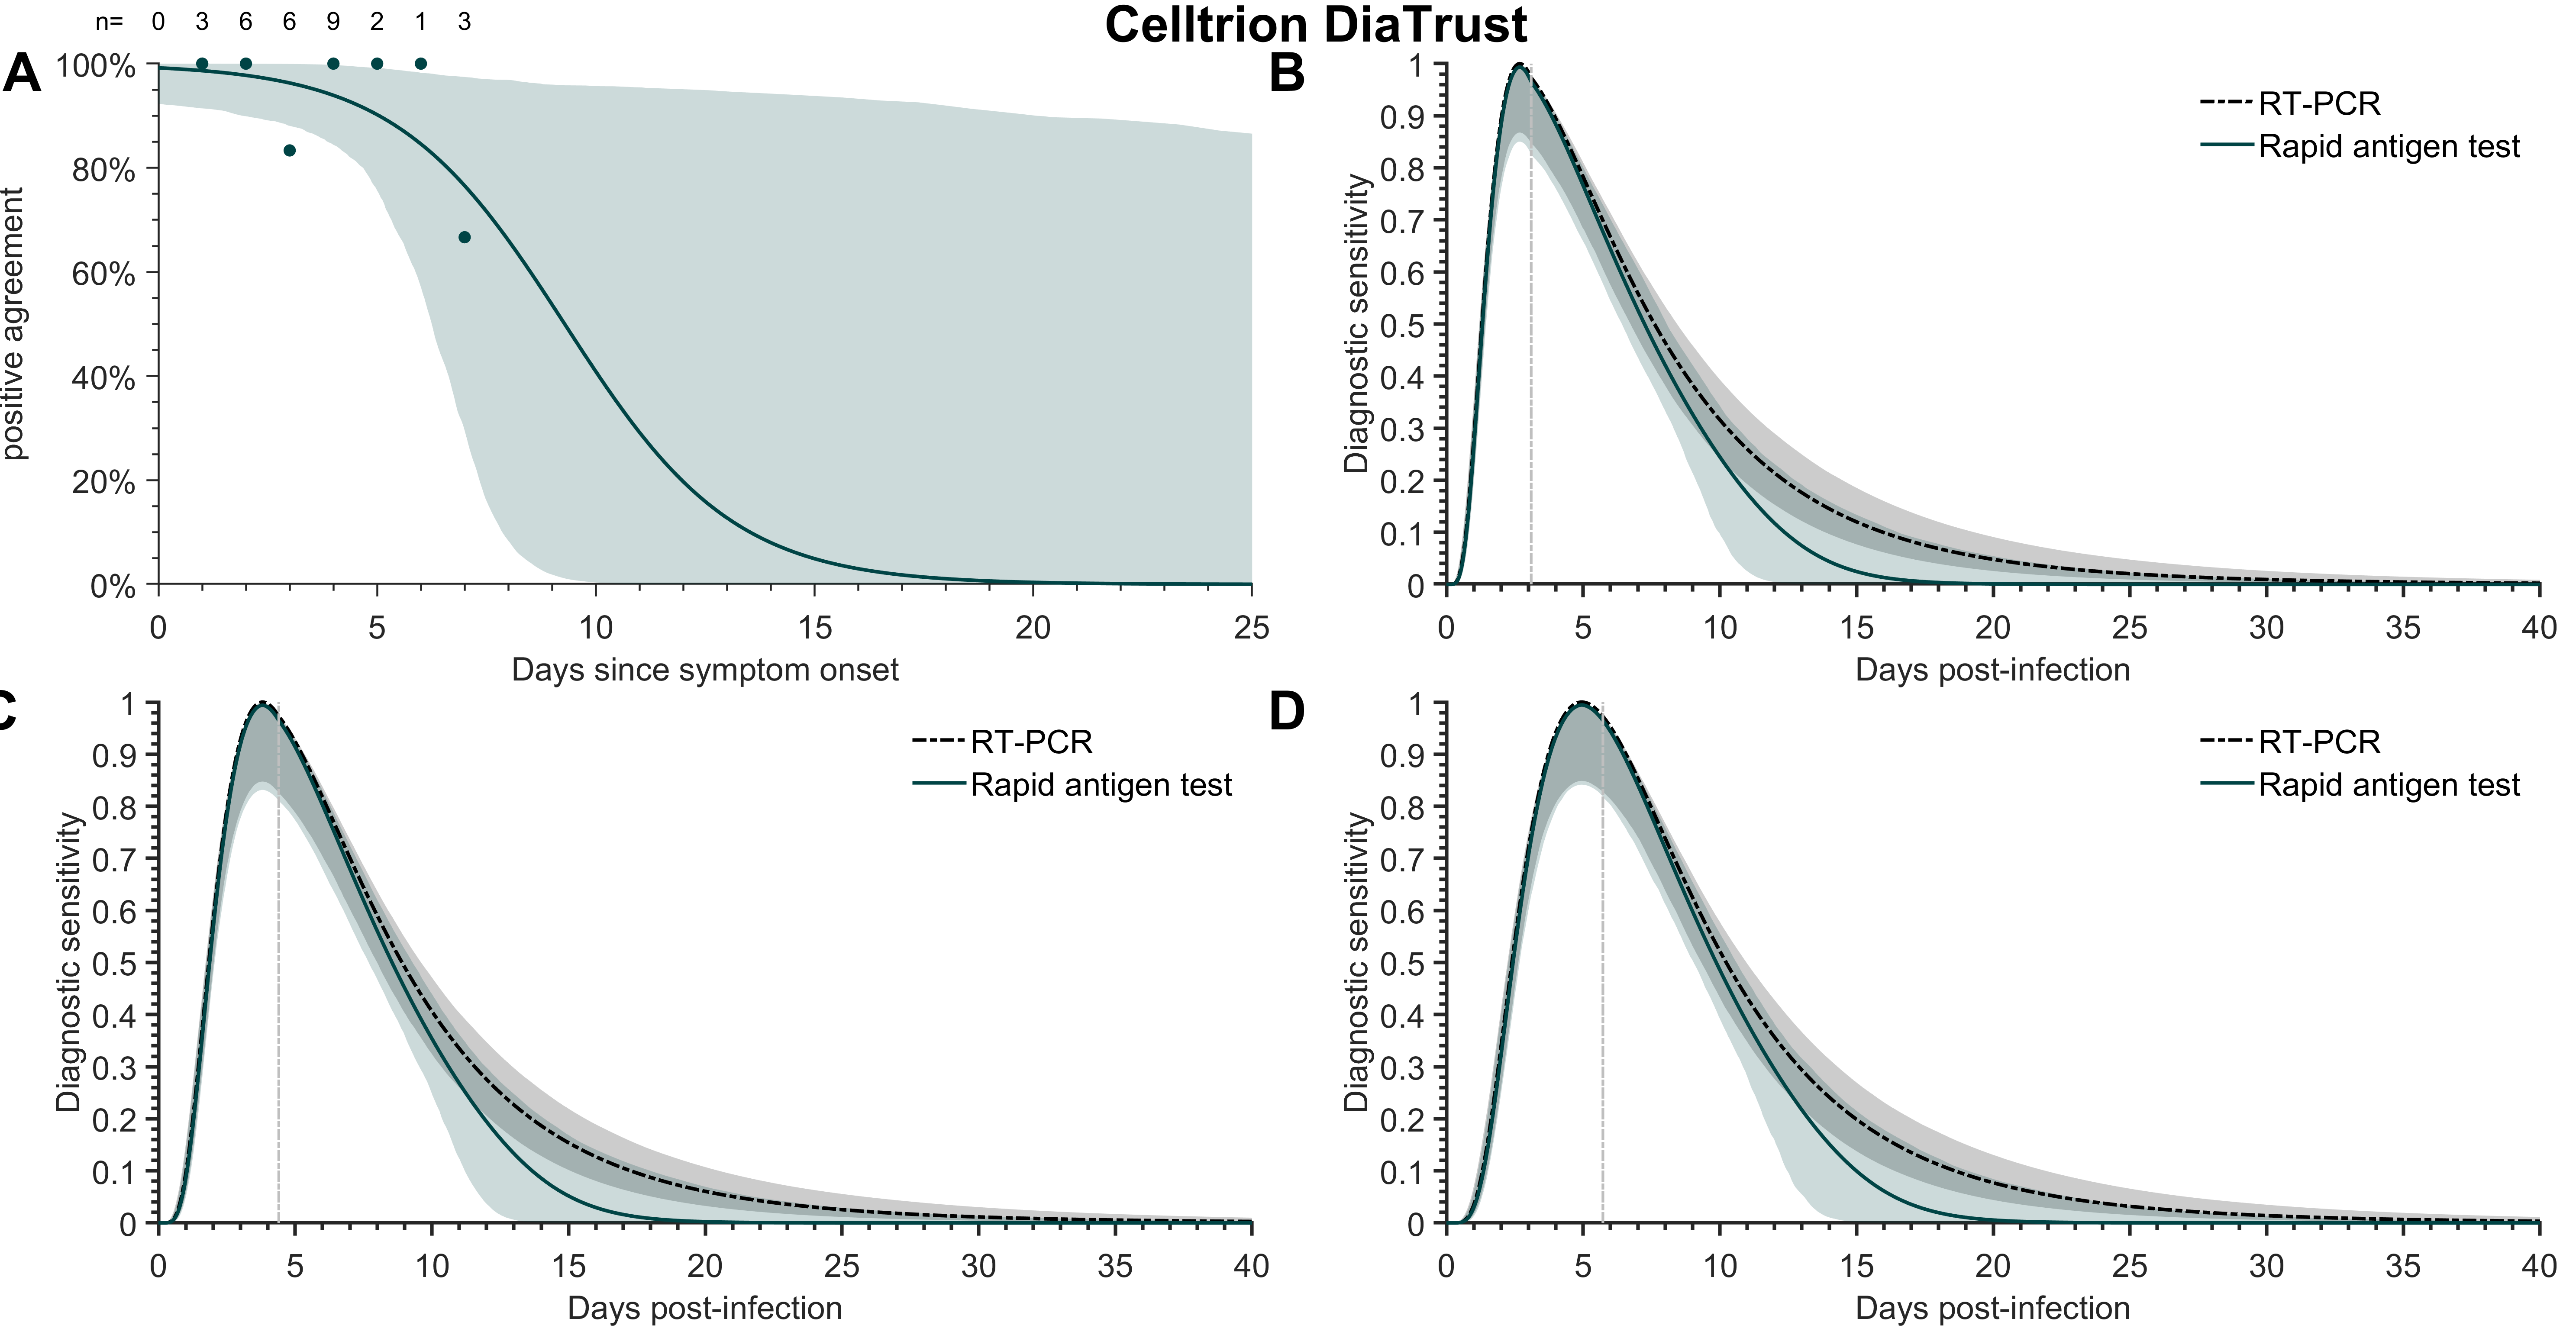 Celltrion DiaTrust
n= 0 3 6 6 9 2 1 3
A
100%
80%
60%
40%
20%
0%
positive agreement
0 5 10 15 20 25
Days since symptom onset
B
1
0.9
0.8
0.7
0.6
0.5
0.4
0.3
0.2
0.1
0
Diagnostic sensitivity
RT-PCR
Rapid antigen test
0 5 10 15 20 25 30 35 40
Days post-infection
C
1
0.9
0.8
0.7
0.6
0.5
0.4
0.3
0.2
0.1
0
Diagnostic sensitivity
RT-PCR
Rapid antigen test
0 5 10 15 20 25 30 35 40
Days post-infection
D
1
0.9
0.8
0.7
0.6
0.5
0.4
0.3
0.2
0.1
0
Diagnostic sensitivity
RT-PCR
Rapid antigen test
0 5 10 15 20 25 30 35 40
Days post-infection